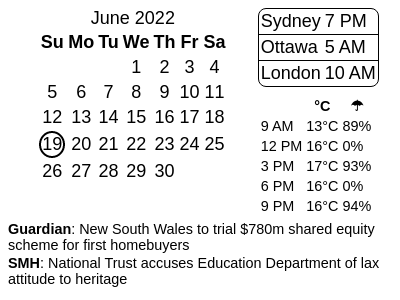 June 2022
Su Mo Tu We Th Fr Sa
1 2 3 4
5 6 7 8 9 10 11
12 13 14 15 16 17 18
19 20 21 22 23 24 25
26 27 28 29 30
Sydney 7 PM
Ottawa 5 AM
London 10 AM
°C ☂
9 AM 13°C 89%
12 PM 16°C 0%
3 PM 17°C 93%
6 PM 16°C 0%
9 PM 16°C 94%
Guardian: New South Wales to trial $780m shared equity
scheme for first homebuyers
SMH: National Trust accuses Education Department of lax
attitude to heritage